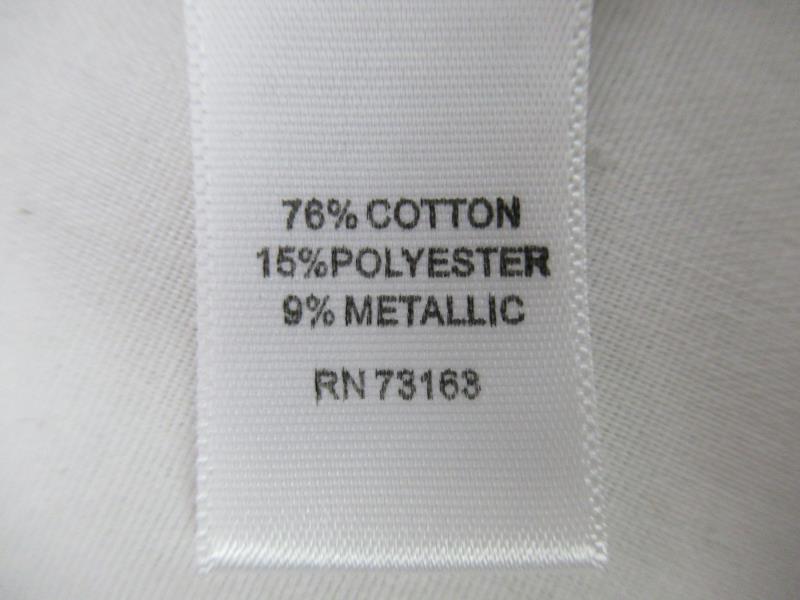 76% COTTON
15%POLYESTER
9% METALLIC
RN 73163